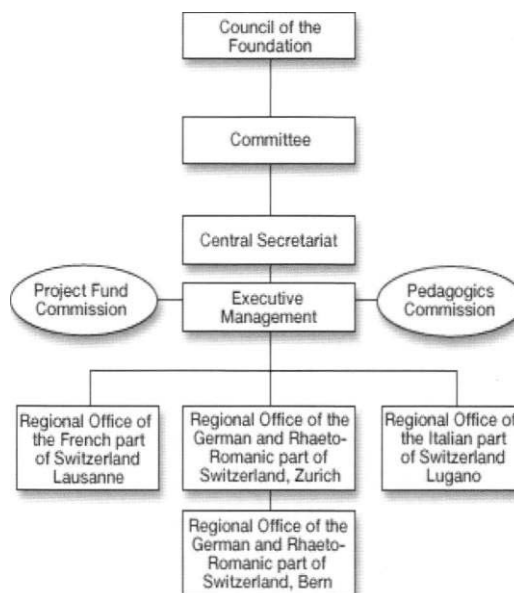 Council of the
Foundation
Committee
Central Secretariat
Project Fund
Commission
Executive
Management
Pedagogics
Commission
Regional Office of
the French part
of Switzerland
Lausanne
Regional Office of the
German and Rhaeto-
Romanic part of
Switzerland, Zurich
Regional Office of
the Italian part
of Switzerland
Lugano
Regional Office of the
German and Rhaeto-
Romanic part of
Switzerland, Bern